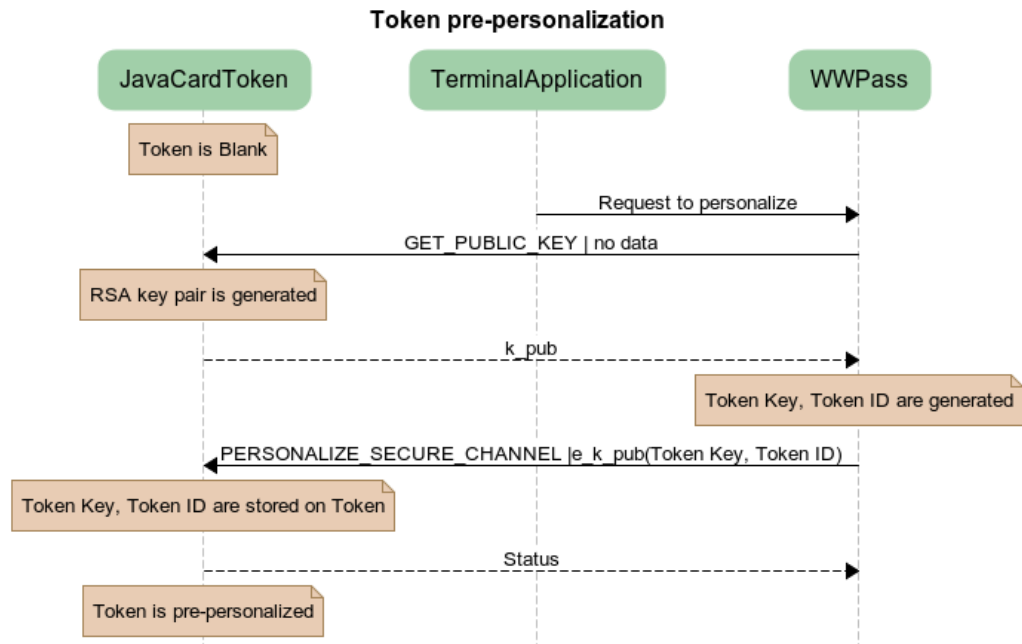 Token pre-personalization
JavaCardToken
TerminalApplication
WWPass
Token is Blank
Request to personalize
GET_PUBLIC_KEY | no data
RSA key pair is generated
k_pub
Token Key, Token ID are generated
PERSONALIZE_SECURE_CHANNEL |e_k_pub(Token Key, Token ID)
Token Key, Token ID are stored on Token
Status
Token is pre-personalized